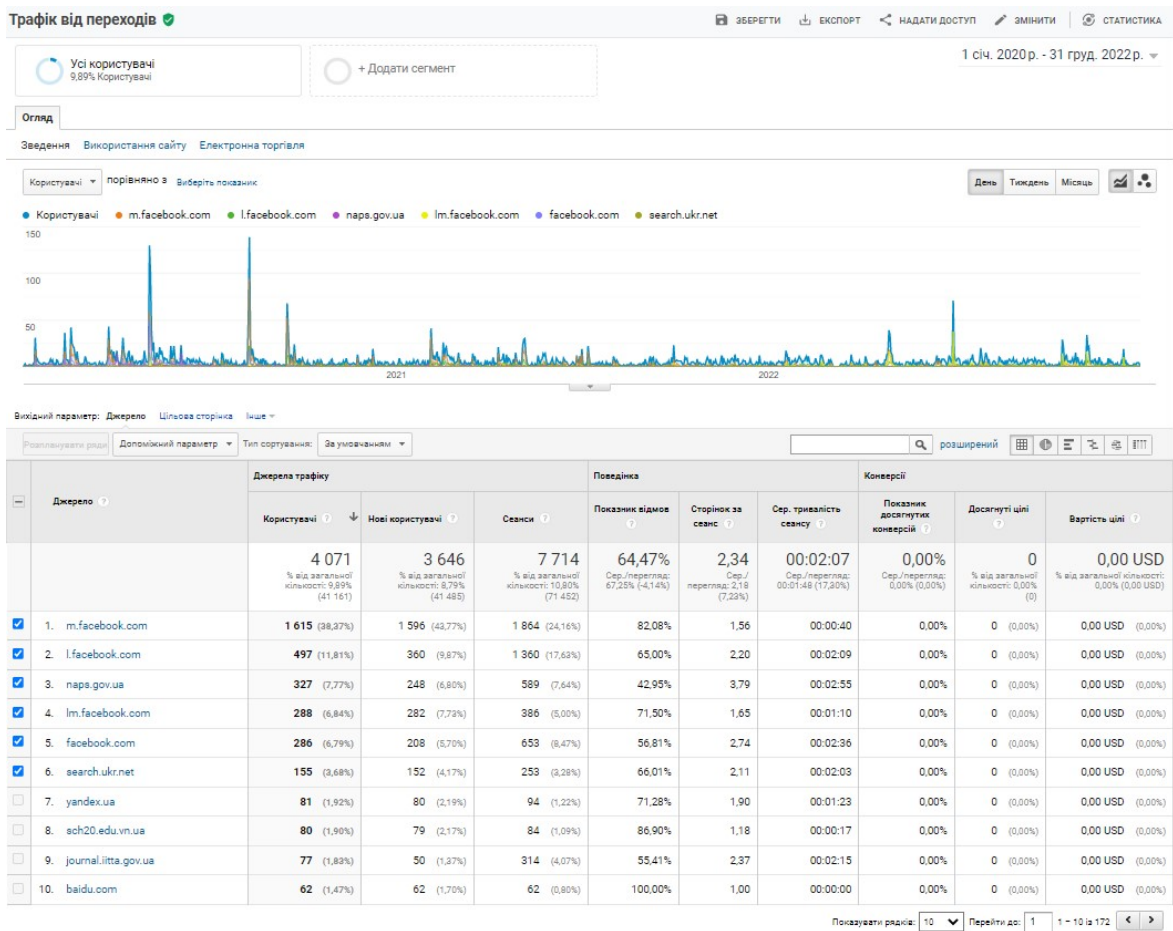 Трафік від переходів
ЗБЕРЕГТИ ЕКСПОРТ НАДАТИ ДОСТУП ЗМІНИТИ СТАТИСТИКА
Усі користувачі
9,89% Користувачі
+ Додати сегмент
1 січ. 2020 р. - 31 груд. 2022 р.
Огляд
Зведення Використання сайту Електронна торгівля
Користувачі порівняно з Виберіть показник
День Тиждень Місяць
Користувачі m.facebook.com l.facebook.com naps.gov.ua lm.facebook.com facebook.com search.ukr.net
150
100
50
2021 2022
Вихідний параметр: Джерело Цільова сторінка Інше
Розпланувати ряди Допоміжний параметр Тип сортування: За умовчанням розширений
Джерело ?
Джерела трафіку Поведінка Конверсії
Користувачі ? Нові користувачі ? Сеанси ? Показник відмов ? Сторінок за сеанс ? Сер. тривалість сеансу ? Показник досягнутих конверсій ? Досягнуті цілі ? Вартість цілі ?
4 071 3 646 7 714 64,47% 2,34 00:02:07 0,00% 0 0,00 USD
% від загальної кількості: 9,89% (41 161) % від загальної кількості: 8,79% (41 485) % від загальної кількості: 10,80% (71 452) Сер./перегляд: 67,25% (-4,14%) Сер./перегляд: 2,18 (7,23%) Сер./перегляд: 00:01:48 (17,30%) Сер./перегляд: 0,00% (0,00%) % від загальної кількості: 0,00% (0) % від загальної кількості: 0,00% (0,00 USD)
1. m.facebook.com 1 615 (38,37%) 1 596 (43,77%) 1 864 (24,16%) 82,08% 1,56 00:00:40 0,00% 0 (0,00%) 0,00 USD (0,00%)
2. l.facebook.com 497 (11,81%) 360 (9,87%) 1 360 (17,63%) 65,00% 2,20 00:02:09 0,00% 0 (0,00%) 0,00 USD (0,00%)
3. naps.gov.ua 327 (7,77%) 248 (6,80%) 589 (7,64%) 42,95% 3,79 00:02:55 0,00% 0 (0,00%) 0,00 USD (0,00%)
4. lm.facebook.com 288 (6,84%) 282 (7,73%) 386 (5,00%) 71,50% 1,65 00:01:10 0,00% 0 (0,00%) 0,00 USD (0,00%)
5. facebook.com 286 (6,79%) 208 (5,70%) 653 (8,47%) 56,81% 2,74 00:02:36 0,00% 0 (0,00%) 0,00 USD (0,00%)
6. search.ukr.net 155 (3,68%) 152 (4,17%) 253 (3,28%) 66,01% 2,11 00:02:03 0,00% 0 (0,00%) 0,00 USD (0,00%)
7. yandex.ua 81 (1,92%) 80 (2,19%) 94 (1,22%) 71,28% 1,90 00:01:23 0,00% 0 (0,00%) 0,00 USD (0,00%)
8. sch20.edu.vn.ua 80 (1,90%) 79 (2,17%) 84 (1,09%) 86,90% 1,18 00:00:17 0,00% 0 (0,00%) 0,00 USD (0,00%)
9. journal.iitta.gov.ua 77 (1,83%) 50 (1,37%) 314 (4,07%) 55,41% 2,37 00:02:15 0,00% 0 (0,00%) 0,00 USD (0,00%)
10. baidu.com 62 (1,47%) 62 (1,70%) 62 (0,80%) 100,00% 1,00 00:00:00 0,00% 0 (0,00%) 0,00 USD (0,00%)
Показувати рядків: 10 Перейти до: 1 1 – 10 із 172